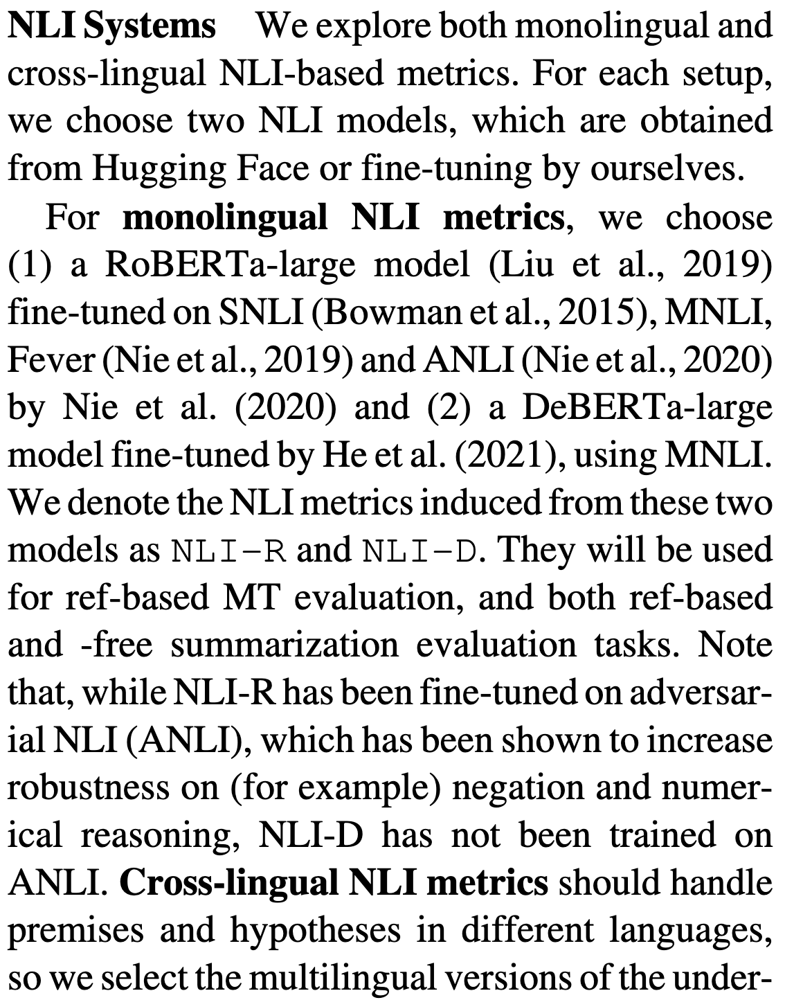 NLI Systems We explore both monolingual and
cross-lingual NLI-based metrics. For each setup,
we choose two NLI models, which are obtained
from Hugging Face or fine-tuning by ourselves.
For monolingual NLI metrics, we choose
(1) a RoBERTa-large model (Liu et al., 2019)
fine-tuned on SNLI (Bowman et al., 2015), MNLI,
Fever (Nie et al., 2019) and ANLI (Nie et al., 2020)
by Nie et al. (2020) and (2) a DeBERTa-large
model fine-tuned by He et al. (2021), using MNLI.
We denote the NLI metrics induced from these two
models as NLI-R and NLI-D. They will be used
for ref-based MT evaluation, and both ref-based
and -free summarization evaluation tasks. Note
that, while NLI-R has been fine-tuned on adversar-
ial NLI (ANLI), which has been shown to increase
robustness on (for example) negation and numer-
ical reasoning, NLI-D has not been trained on
ANLI. Cross-lingual NLI metrics should handle
premises and hypotheses in different languages,
so we select the multilingual versions of the under-